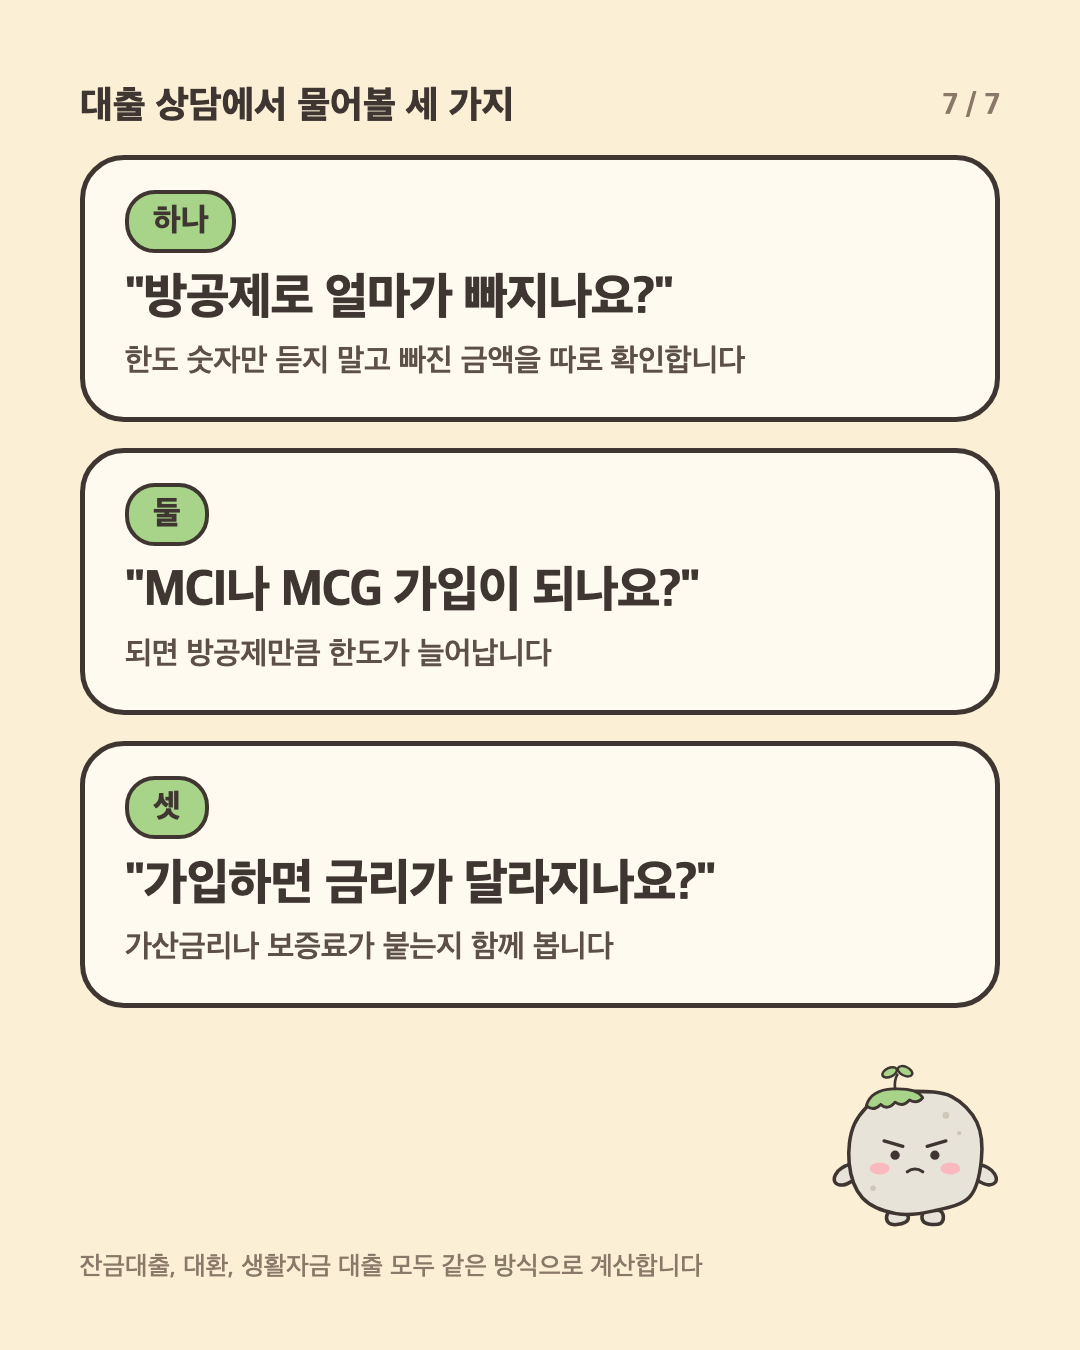 대출 상담에서 물어볼 세 가지
7 / 7
하나
"방공제로 얼마가 빠지나요?"
한도 숫자만 듣지 말고 빠진 금액을 따로 확인합니다
둘
"MCI나 MCG 가입이 되나요?"
되면 방공제만큼 한도가 늘어납니다
셋
"가입하면 금리가 달라지나요?"
가산금리나 보증료가 붙는지 함께 봅니다
잔금대출, 대환, 생활자금 대출 모두 같은 방식으로 계산합니다